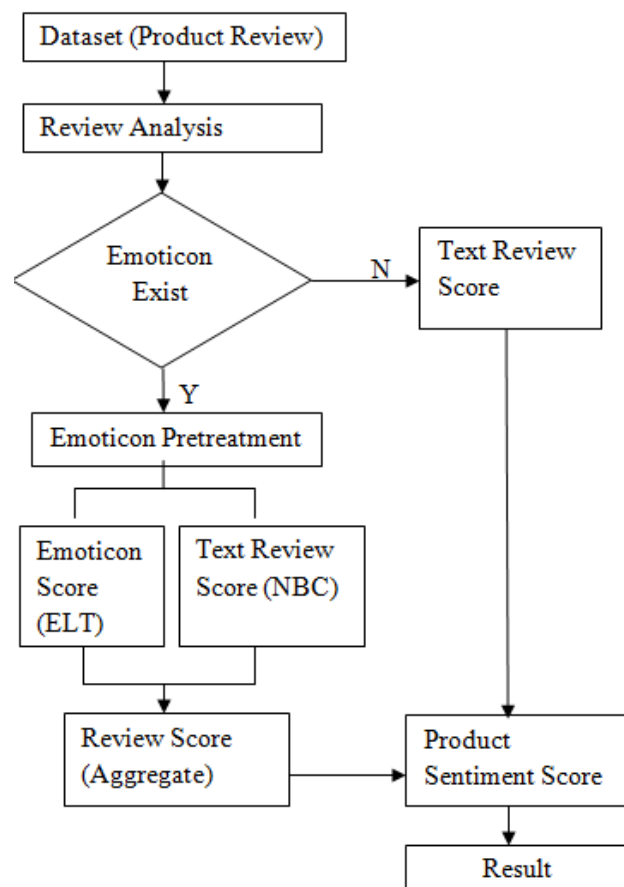 Dataset (Product Review)
Review Analysis
Emoticon
Exist
N
Text Review
Score
Y
Emoticon Pretreatment
Emoticon
Score
(ELT)
Text Review
Score (NBC)
Review Score
(Aggregate)
Product
Sentiment Score
Result